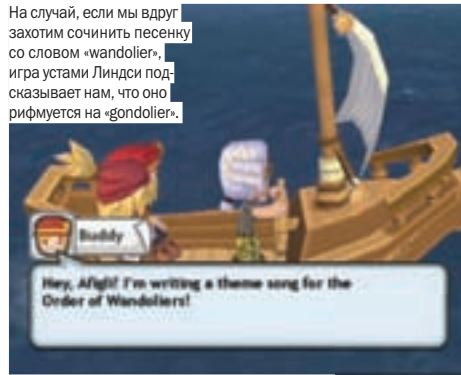 На случай, если мы вдруг
захотим сочинить песенку
со словом «wandolier»,
игра устами Линдси под-
сказывает нам, что оно
рифмуется на «gondolier».
Buddy
Hey, Afigli! I'm writing a theme song for the
Order of Wandoliers!